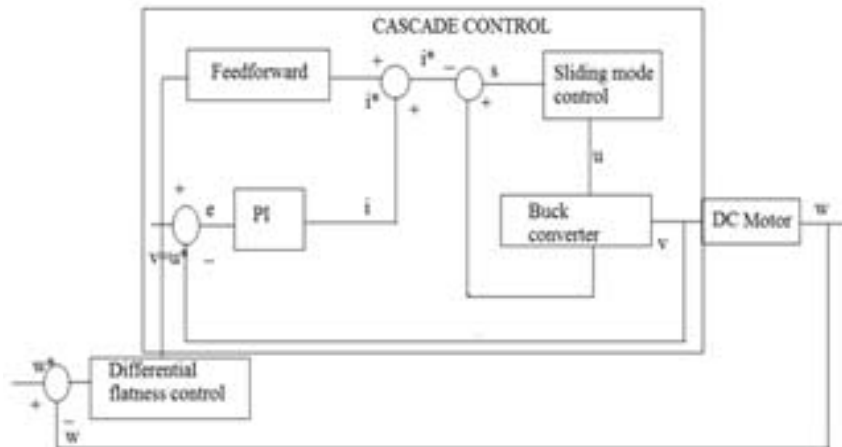 CASCADE CONTROL
Feedforward
+
i*
i*
+
−
s
+
Sliding mode
control
u
+
e
PI
i
v=u*
−
Buck
converter
v
DC Motor
w
w*
+
−
w
Differential
flatness control